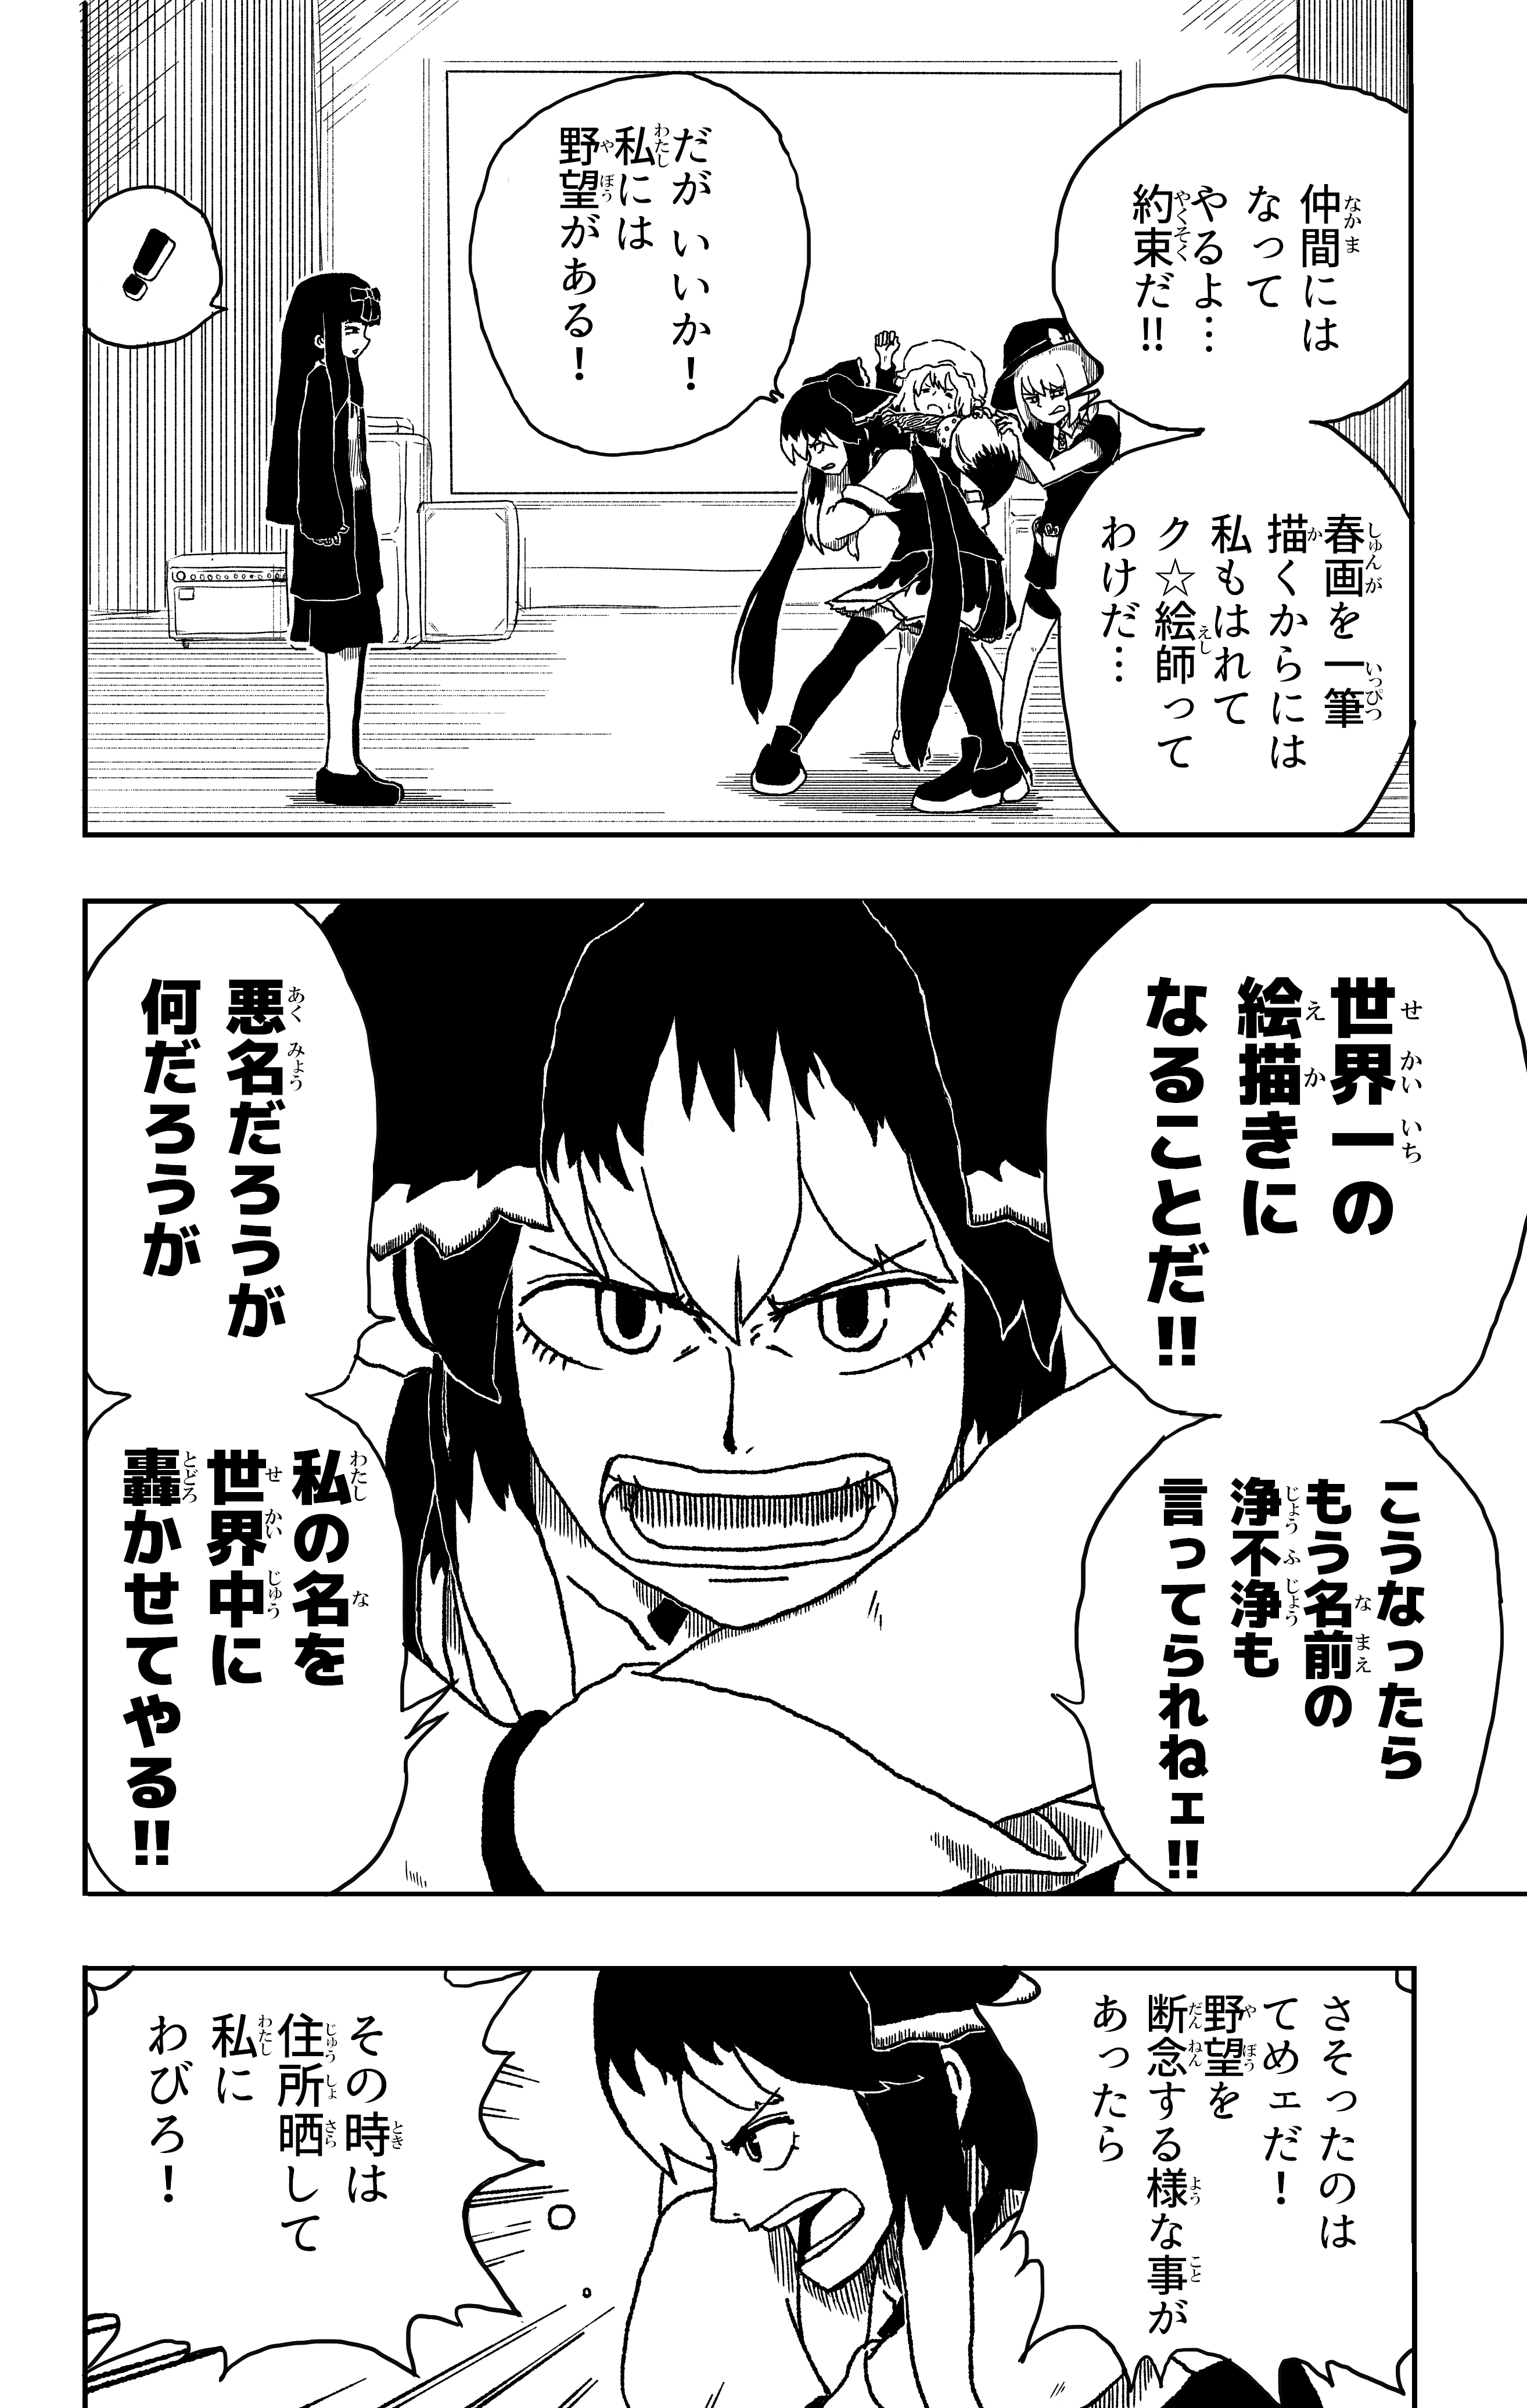 仲間には
なって
やるよ…
約束だ!!
春画を一筆
描くからには
私もはれて
ク☆絵師って
わけだ…
だがいいか！
私には
野望がある！
世界一の
絵描きに
なることだ!!
こうなったら
もう名前の
浄不浄も
言ってられねェ!!
悪名だろうが
何だろうが
私の名を
世界中に
轟かせてやる!!
さそったのは
てめェだ！
野望を
断念する様な事が
あったら
その時は
住所晒して
私に
わびろ！